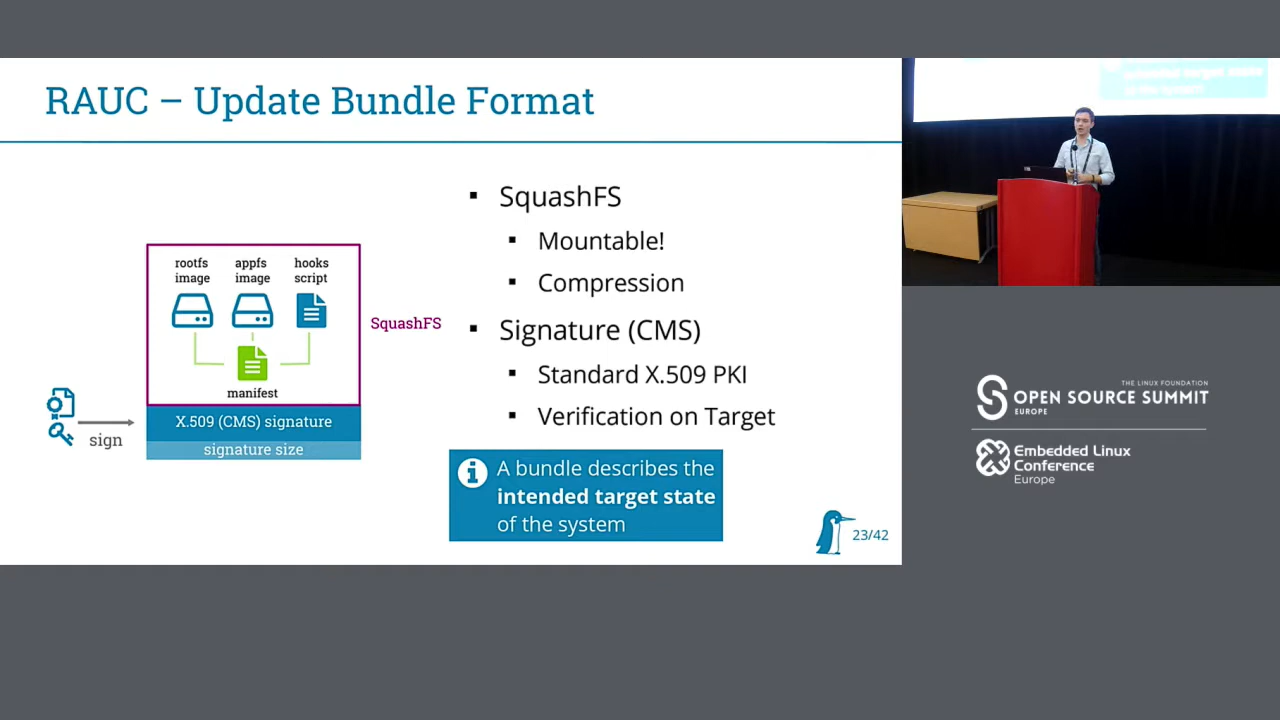 RAUC – Update Bundle Format
rootfs
image
appfs
image
hooks
script
manifest
SquashFS
X.509 (CMS) signature
signature size
sign
▪ SquashFS
▪ Mountable!
▪ Compression
▪ Signature (CMS)
▪ Standard X.509 PKI
▪ Verification on Target
A bundle describes the
intended target state
of the system
23/42
THE LINUX FOUNDATION
OPEN SOURCE SUMMIT
EUROPE
Embedded Linux
Conference
Europe